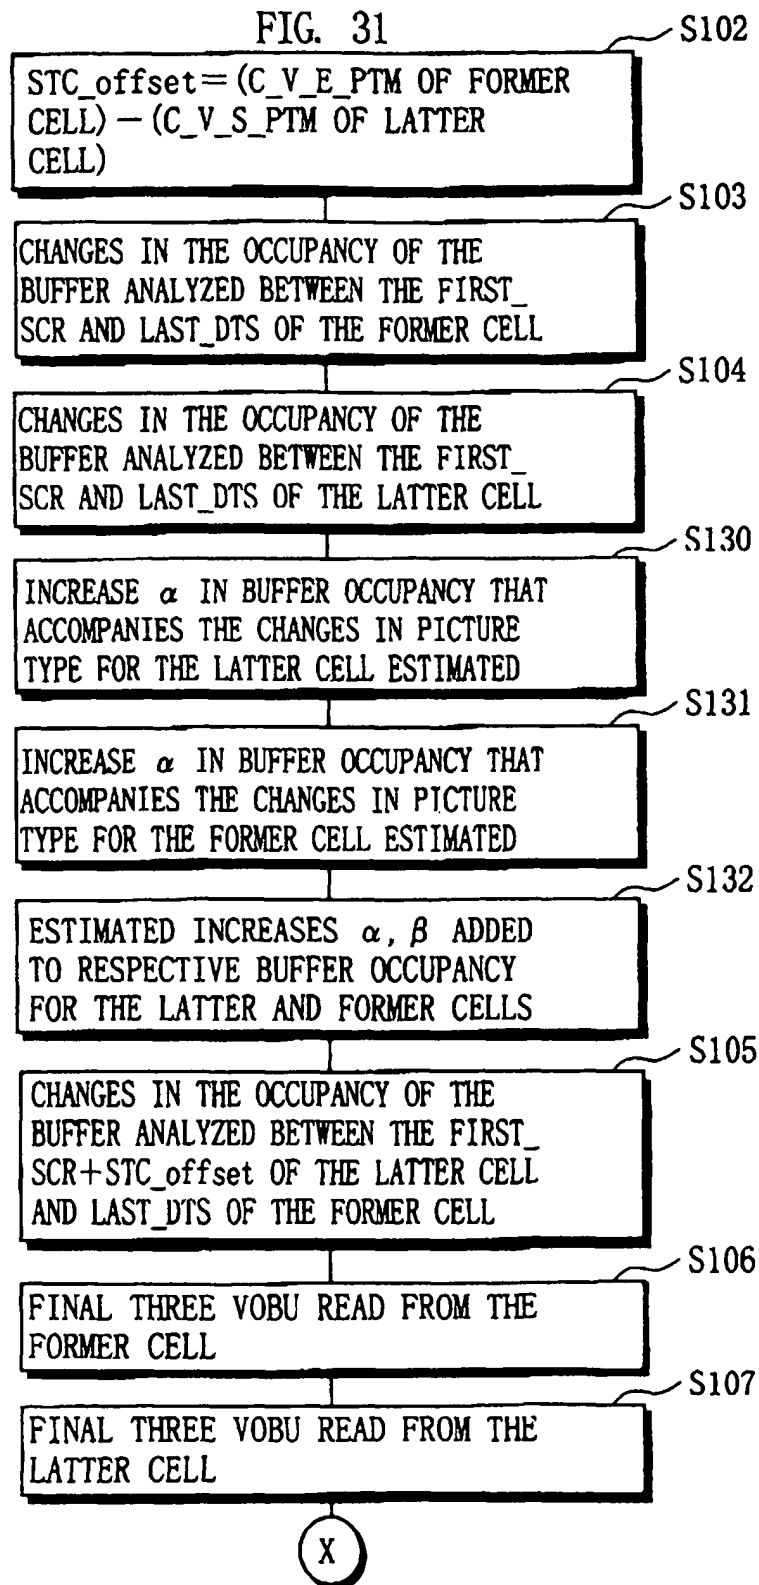 FIG. 31
S102
STC_offset=(C_V_E_PTM OF FORMER
CELL)−(C_V_S_PTM OF LATTER
CELL)
S103
CHANGES IN THE OCCUPANCY OF THE
BUFFER ANALYZED BETWEEN THE FIRST_
SCR AND LAST_DTS OF THE FORMER CELL
S104
CHANGES IN THE OCCUPANCY OF THE
BUFFER ANALYZED BETWEEN THE FIRST_
SCR AND LAST_DTS OF THE LATTER CELL
S130
INCREASE α IN BUFFER OCCUPANCY THAT
ACCOMPANIES THE CHANGES IN PICTURE
TYPE FOR THE LATTER CELL ESTIMATED
S131
INCREASE α IN BUFFER OCCUPANCY THAT
ACCOMPANIES THE CHANGES IN PICTURE
TYPE FOR THE FORMER CELL ESTIMATED
S132
ESTIMATED INCREASES α, β ADDED
TO RESPECTIVE BUFFER OCCUPANCY
FOR THE LATTER AND FORMER CELLS
S105
CHANGES IN THE OCCUPANCY OF THE
BUFFER ANALYZED BETWEEN THE FIRST_
SCR+STC_offset OF THE LATTER CELL
AND LAST_DTS OF THE FORMER CELL
S106
FINAL THREE VOBU READ FROM THE
FORMER CELL
S107
FINAL THREE VOBU READ FROM THE
LATTER CELL
X